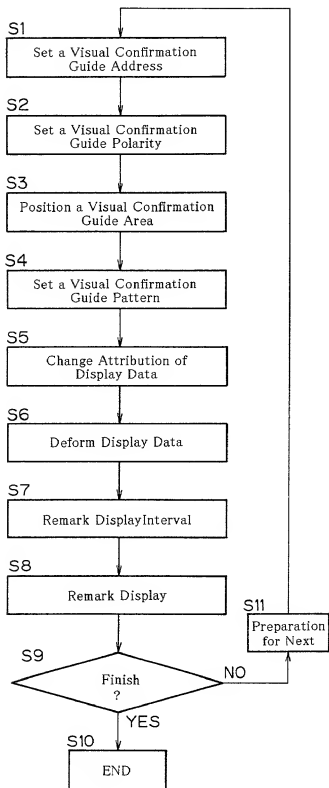 S1
Set a Visual Confirmation
Guide Address
S2
Set a Visual Confirmation
Guide Polarity
S3
Position a Visual Confirmation
Guide Area
S4
Set a Visual Confirmation
Guide Pattern
S5
Change Attribution of
Display Data
S6
Deform Display Data
S7
Remark DisplayInterval
S8
Remark Display
S11
Preparation
for Next
S9
Finish
?
NO
YES
S10
END